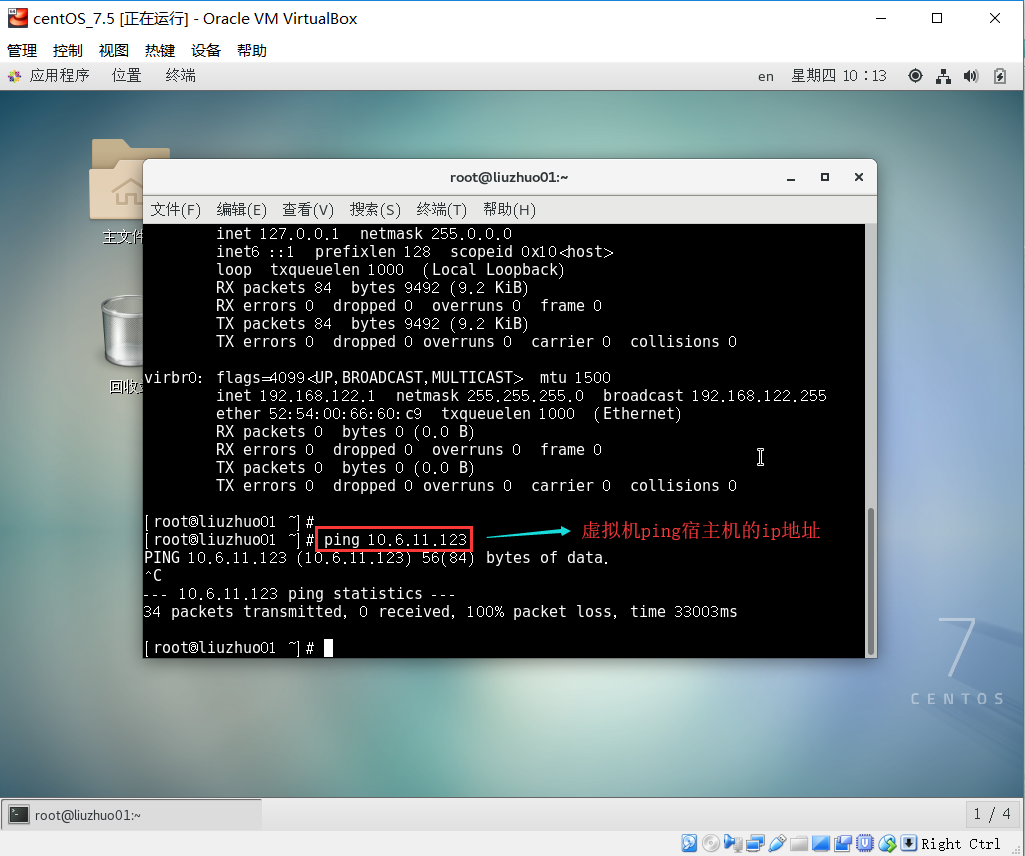 centOS_7.5 [正在运行] - Oracle VM VirtualBox
管理 控制 视图 热键 设备 帮助
应用程序 位置 终端 en 星期四 10：13
主文件
回收
root@liuzhuo01:~
文件(F) 编辑(E) 查看(V) 搜索(S) 终端(T) 帮助(H)
inet 127.0.0.1 netmask 255.0.0.0
inet6 ::1 prefixlen 128 scopeid 0x10<host>
loop txqueuelen 1000 (Local Loopback)
RX packets 84 bytes 9492 (9.2 KiB)
RX errors 0 dropped 0 overruns 0 frame 0
TX packets 84 bytes 9492 (9.2 KiB)
TX errors 0 dropped 0 overruns 0 carrier 0 collisions 0
virbr0: flags=4099<UP,BROADCAST,MULTICAST> mtu 1500
inet 192.168.122.1 netmask 255.255.255.0 broadcast 192.168.122.255
ether 52:54:00:66:60:c9 txqueuelen 1000 (Ethernet)
RX packets 0 bytes 0 (0.0 B)
RX errors 0 dropped 0 overruns 0 frame 0
TX packets 0 bytes 0 (0.0 B)
TX errors 0 dropped 0 overruns 0 carrier 0 collisions 0
[root@liuzhuo01 ~]#
[root@liuzhuo01 ~]# ping 10.6.11.123 虚拟机ping宿主机的ip地址
PING 10.6.11.123 (10.6.11.123) 56(84) bytes of data.
^C
--- 10.6.11.123 ping statistics ---
34 packets transmitted, 0 received, 100% packet loss, time 33003ms
[root@liuzhuo01 ~]#
7
CENTOS
root@liuzhuo01:~ 1 / 4
Right Ctrl